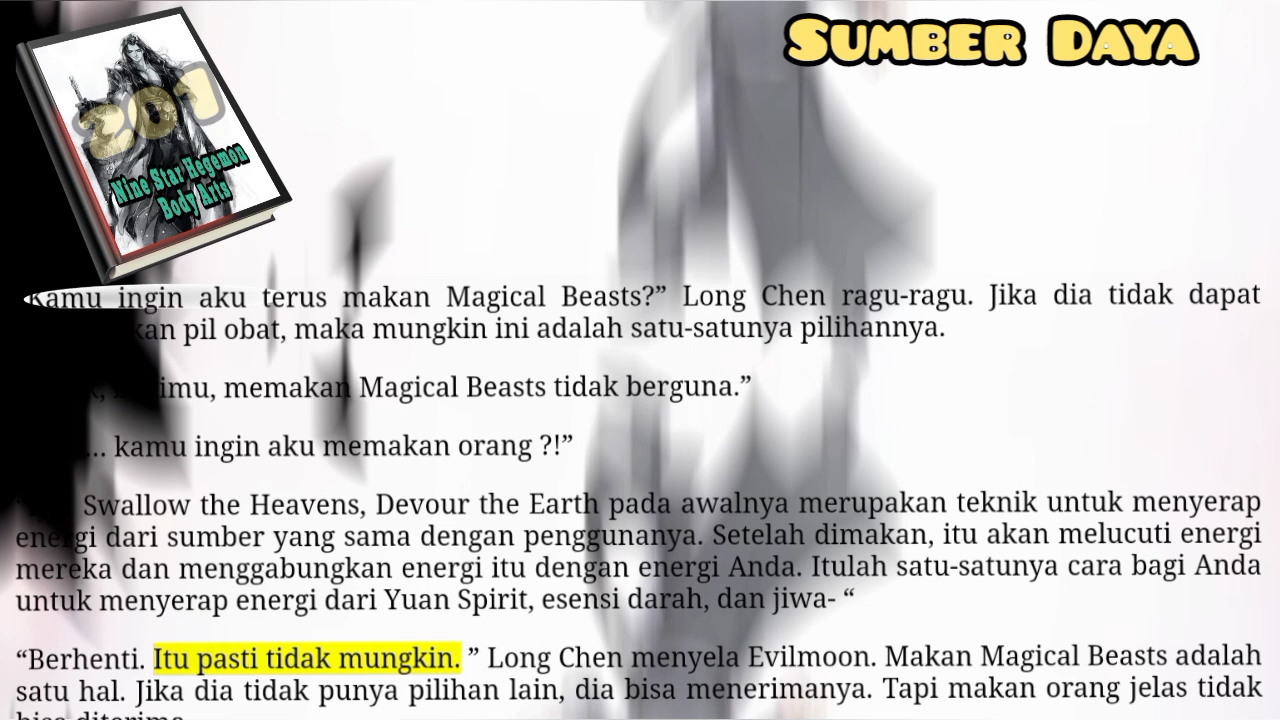 SUMBER DAYA
201
Nine Star Hegemon
Body Arts
Kamu ingin aku terus makan Magical Beasts?” Long Chen ragu-ragu. Jika dia tidak dapat
pil obat, maka mungkin ini adalah satu-satunya pilihannya.
memakan Magical Beasts tidak berguna.”
... kamu ingin aku memakan orang ?!”
Swallow the Heavens, Devour the Earth pada awalnya merupakan teknik untuk menyerap
energi dari sumber yang sama dengan penggunanya. Setelah dimakan, itu akan melucuti energi
mereka dan menggabungkan energi itu dengan energi Anda. Itulah satu-satunya cara bagi Anda
untuk menyerap energi dari Yuan Spirit, esensi darah, dan jiwa- “
“Berhenti. Itu pasti tidak mungkin. ” Long Chen menyela Evilmoon. Makan Magical Beasts adalah
satu hal. Jika dia tidak punya pilihan lain, dia bisa menerimanya. Tapi makan orang jelas tidak